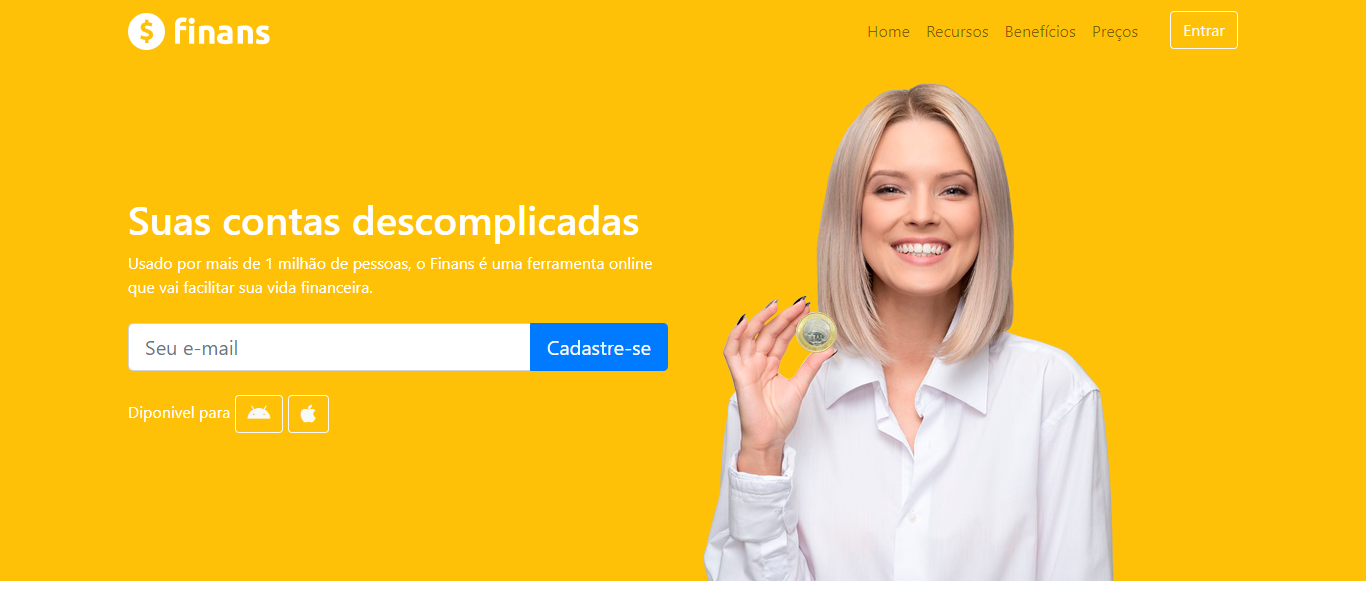 $ finans
Home Recursos Benefícios Preços Entrar
Suas contas descomplicadas
Usado por mais de 1 milhão de pessoas, o Finans é uma ferramenta online
que vai facilitar sua vida financeira.
Seu e-mail Cadastre-se
Diponivel para